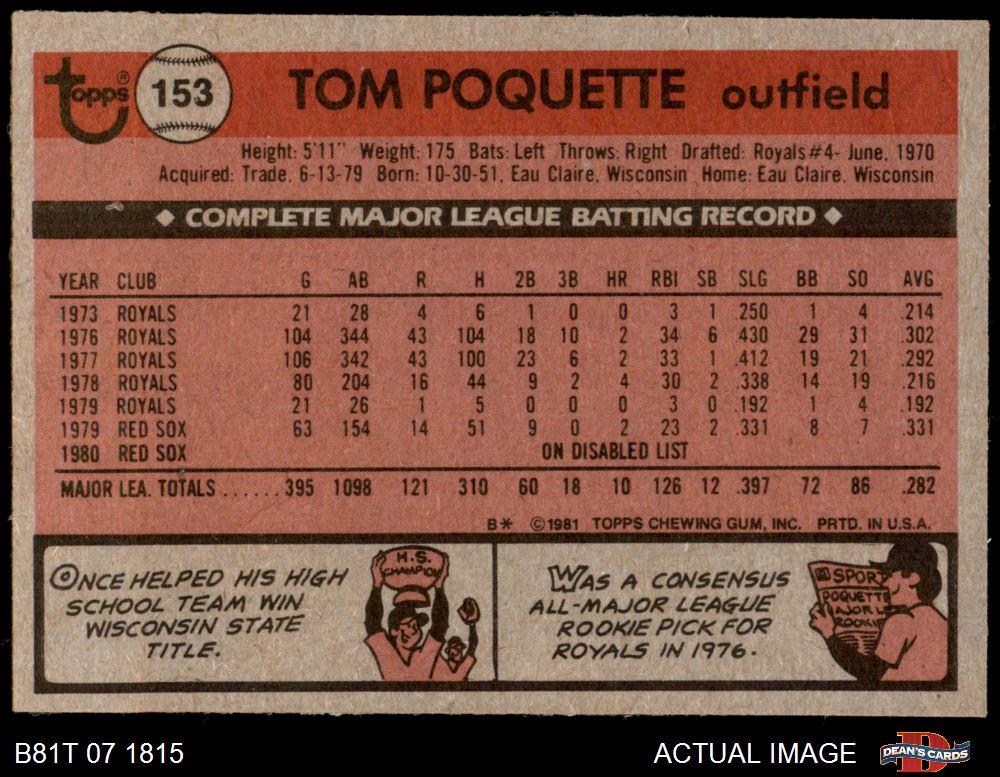 Topps® 153 TOM POQUETTE outfield
Height: 5'11" Weight: 175 Bats: Left Throws: Right Drafted: Royals #4- June, 1970
Acquired: Trade, 6-13-79 Born: 10-30-51, Eau Claire, Wisconsin Home: Eau Claire, Wisconsin
◆ COMPLETE MAJOR LEAGUE BATTING RECORD ◆
YEAR CLUB G AB R H 2B 3B HR RBI SB SLG BB SO AVG
1973 ROYALS 21 28 4 6 1 0 0 3 1 .250 1 4 .214
1976 ROYALS 104 344 43 104 18 10 2 34 6 .430 29 31 .302
1977 ROYALS 106 342 43 100 23 6 2 33 1 .412 19 21 .292
1978 ROYALS 80 204 16 44 9 2 4 30 2 .338 14 19 .216
1979 ROYALS 21 26 1 5 0 0 0 3 0 .192 1 4 .192
1979 RED SOX 63 154 14 51 9 0 2 23 2 .331 8 7 .331
1980 RED SOX ON DISABLED LIST
MAJOR LEA. TOTALS ...... 395 1098 121 310 60 18 10 126 12 .397 72 86 .282
B* ©1981 TOPPS CHEWING GUM, INC. PRTD. IN U.S.A.
ONCE HELPED HIS HIGH
SCHOOL TEAM WIN
WISCONSIN STATE
TITLE.
H.S.
CHAMPION
WAS A CONSENSUS
ALL-MAJOR LEAGUE
ROOKIE PICK FOR
ROYALS IN 1976.
SPOR
POQUETTE
AJOR L
ROOKIE
B81T 07 1815 ACTUAL IMAGE DEAN'S CARDS